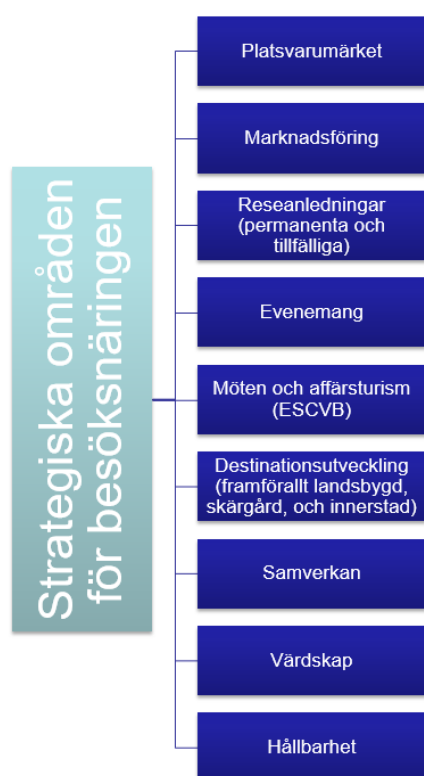 Strategiska områden
för besöksnäringen
Platsvarumärket
Marknadsföring
Reseanledningar
(permanenta och
tillfälliga)
Evenemang
Möten och affärsturism
(ESCVB)
Destinationsutveckling
(framförallt landsbygd,
skärgård, och innerstad)
Samverkan
Värdskap
Hållbarhet